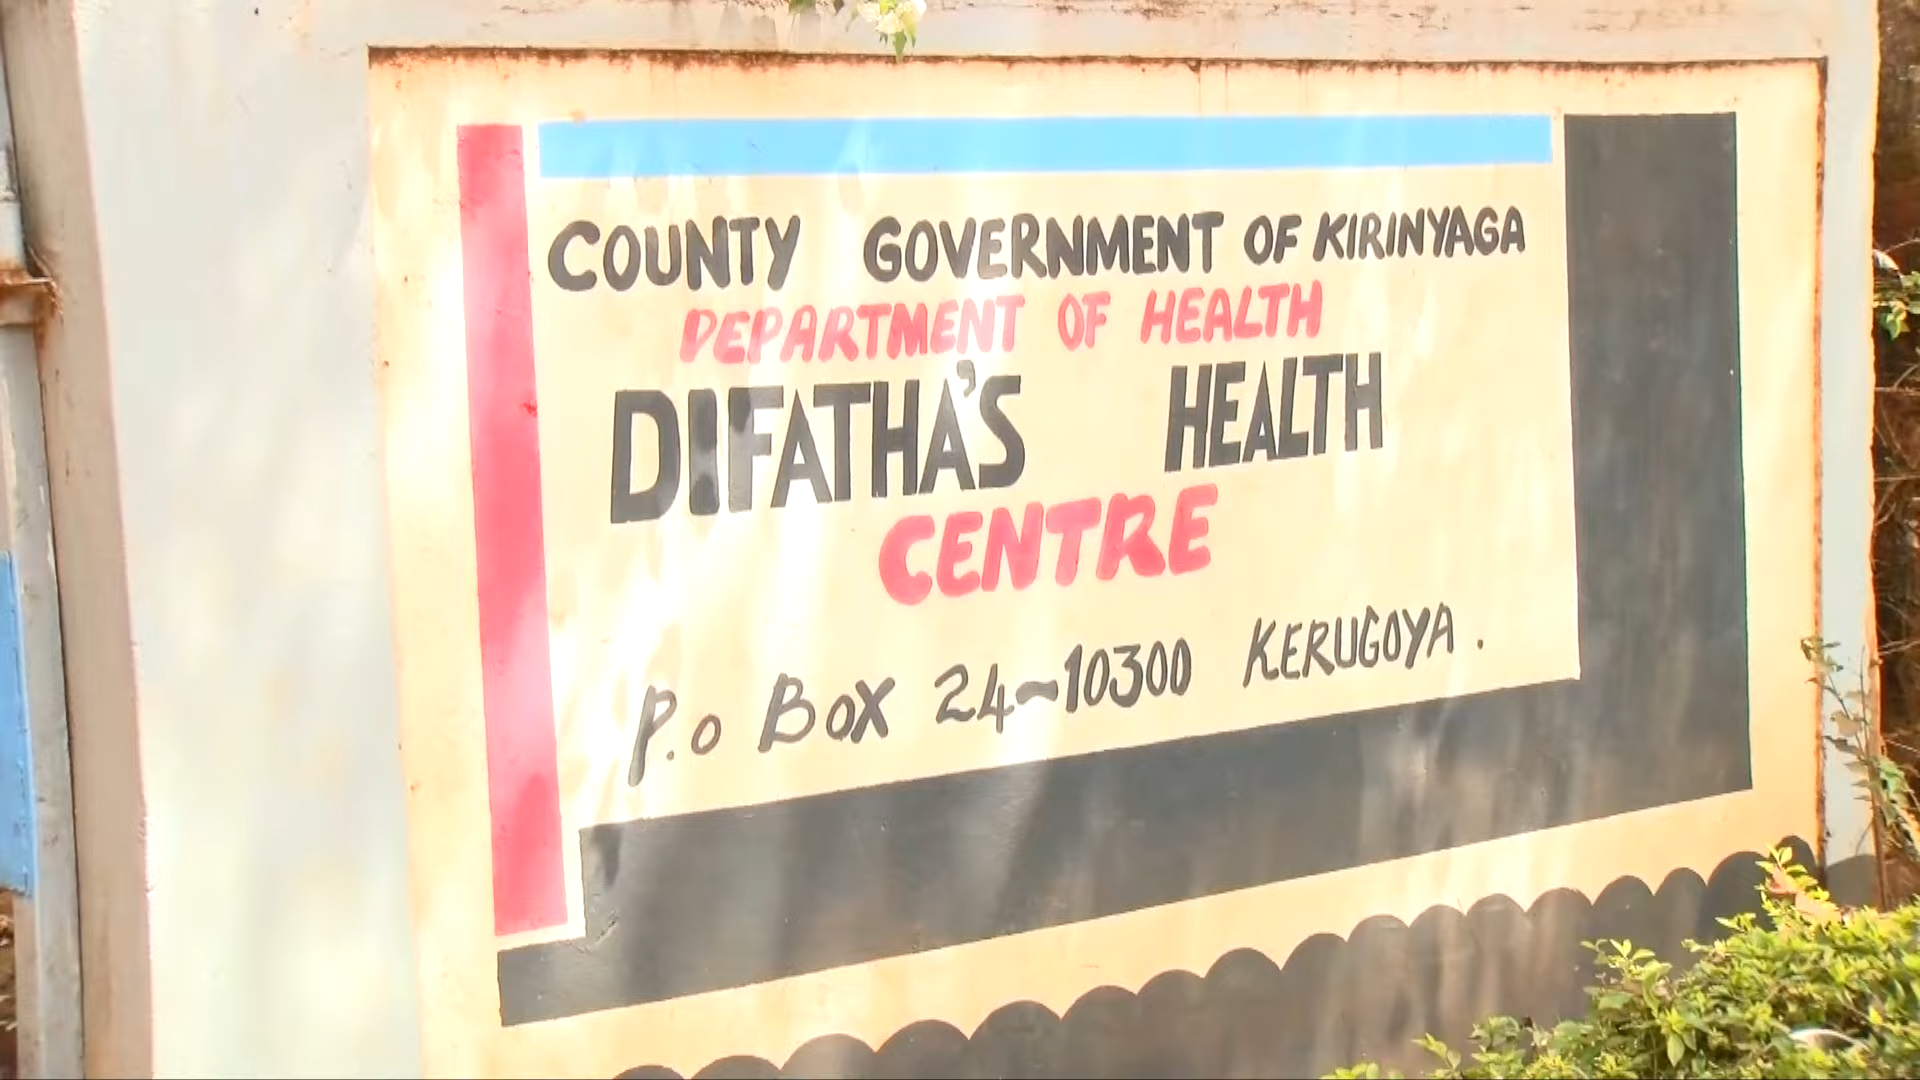 COUNTY GOVERNMENT OF KIRINYAGA
DEPARTMENT OF HEALTH
DIFATHA'S HEALTH
CENTRE
P.o Box 24~10300 KERUGOYA.